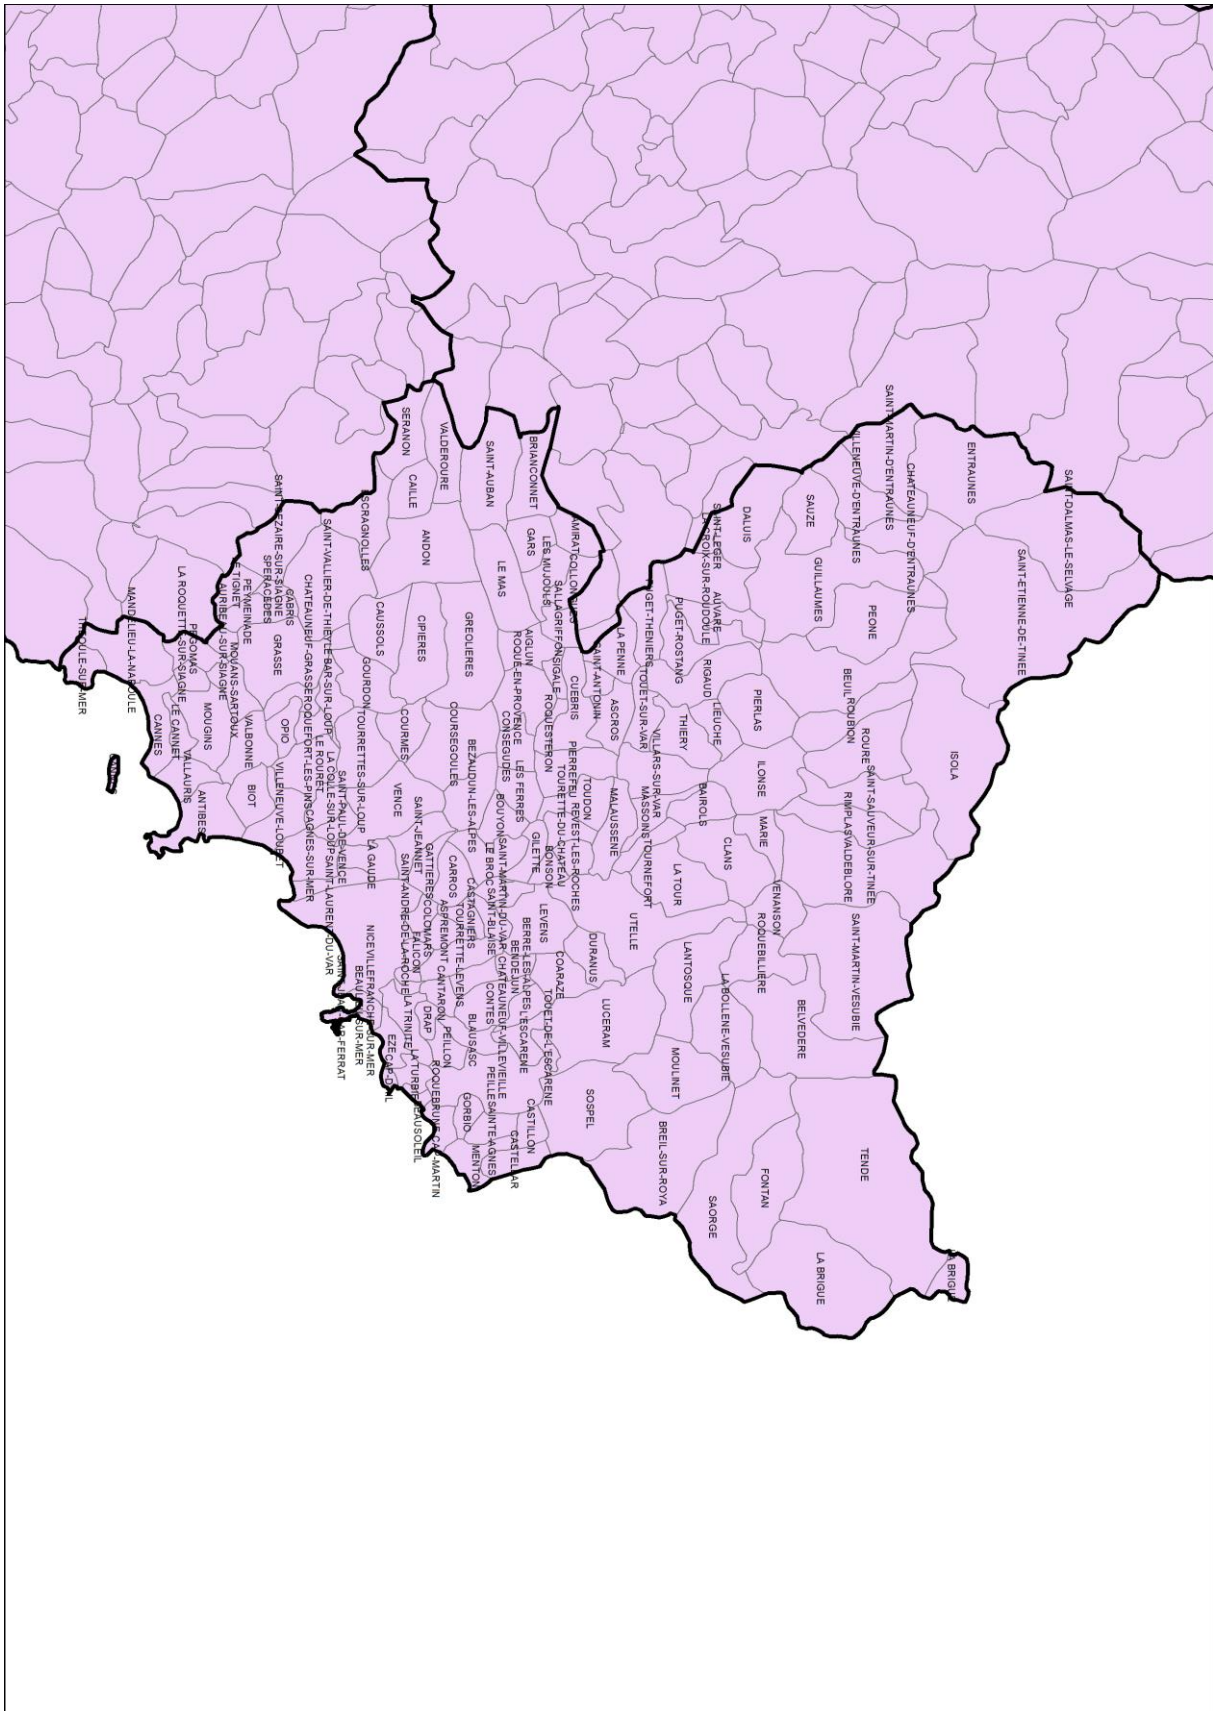 SAINT-DALMAS-LE-SELVAGE
SAINT-ETIENNE-DE-TINEE
ENTRAUNES
ISOLA
LA BRIGUE
CHATEAUNEUF-D'ENTRAUNES
SAINT-MARTIN-D'ENTRAUNES
PEONE
ROURE
SAINT-SAUVEUR-SUR-TINEE
TENDE
VILLENEUVE-D'ENTRAUNES
BEUIL
ROUBION
RIMPLAS
VALDEBLORE
SAINT-MARTIN-VESUBIE
GUILLAUMES
LA BRIGUE
SAUZE
BELVEDERE
VENANSON
DALUIS
PIERLAS
ILONSE
MARIE
ROQUEBILLIÈRE
FONTAN
CLANS
LA BOLLENE-VESUBIE
SAINT-LEGER
AUVARE
LIEUCHE
LA CROIX-SUR-ROUDOULE
RIGAUD
BAIROLS
SAORGE
PUGET-ROSTANG
THIERY
LA TOUR
LANTOSQUE
MOULINET
PUGET-THENIERS
TOUET-SUR-VAR
VILLARS-SUR-VAR
MASSOINS
TOURNEFORT
BREIL-SUR-ROYA
UTELLE
LA PENNE
ASCROS
MALAUSSENE
LUCERAM
SAINT-ANTONIN
DURANUS
SOSPEL
TOUDON
AMIRAT
COLLONGUES
CUEBRIS
PIERREFEU
REVEST-LES-ROCHES
SALLAGRIFFON
SIGALE
TOURETTE-DU-CHATEAU
COARAZE
LES MUJOULS
ROQUESTERON
BONSON
LEVENS
TOUET-DE-L'ESCARENE
BRIANCONNET
GARS
AIGLUN
GILETTE
CASTILLON
ROQUE-EN-PROVENCE
LES FERRES
BERRE-LES-ALPES
L'ESCARENE
BENDEJUN
CASTELLAR
LE MAS
CONSEGUDES
BOUYON
SAINT-MARTIN-DU-VAR
CHATEAUNEUF-VILLEVIEILLE
SAINT-AUBAN
LE BROC
SAINT-BLAISE
CONTES
PEILLE
SAINTE-AGNES
GREOLIERES
BEZAUDUN-LES-ALPES
CASTAGNIERS
BLAUSASC
MENTON
TOURRETTE-LEVENS
GORBIO
COURSEGOULES
CARROS
VALDEROURE
ASPREMONT
CANTARON
PEILLON
GATTIERES
COLOMARS
DRAP
ROQUEBRUNE-CAP-MARTIN
ANDON
CIPIERES
SAINT-JEANNET
FALICON
LA TURBIE
BEAUSOLEIL
SERANON
CAILLE
COURMES
VENCE
SAINT-ANDRE-DE-LA-ROCHE
LA TRINITE
EZE
CAP-D'AIL
CAUSSOLS
LA GAUDE
ESCRAGNOLLES
GOURDON
TOURRETTES-SUR-LOUP
NICE
VILLEFRANCHE-SUR-MER
BEAULIEU-SUR-MER
SAINT-PAUL-DE-VENCE
SAINT-JEAN-CAP-FERRAT
SAINT-VALLIER-DE-THIEY
LE BAR-SUR-LOUP
LA COLLE-SUR-LOUP
SAINT-LAURENT-DU-VAR
LE ROURET
CHATEAUNEUF-GRASSE
ROQUEFORT-LES-PINS
CAGNES-SUR-MER
CABRIS
OPIO
SAINT-CEZAIRE-SUR-SIAGNE
GRASSE
VILLENEUVE-LOUBET
SPERACEDES
PEYMEINADE
VALBONNE
BIOT
LE TIGNET
MOUANS-SARTOUX
AURIBEAU-SUR-SIAGNE
MOUGINS
ANTIBES
PEGOMAS
LA ROQUETTE-SUR-SIAGNE
VALLAURIS
LE CANNET
CANNES
MANDELIEU-LA-NAPOULE
THEOULE-SUR-MER